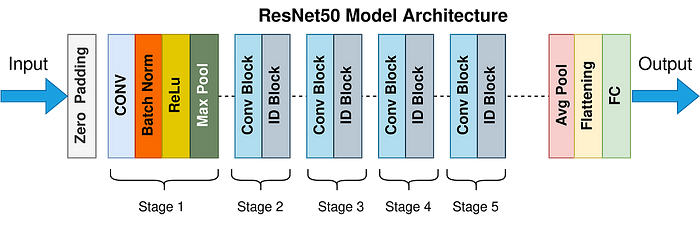 ResNet50 Model Architecture
Input
Zero Padding
CONV
Batch Norm
ReLu
Max Pool
Conv Block
ID Block
Conv Block
ID Block
Conv Block
ID Block
Conv Block
ID Block
Avg Pool
Flattening
FC
Output
Stage 1
Stage 2
Stage 3
Stage 4
Stage 5